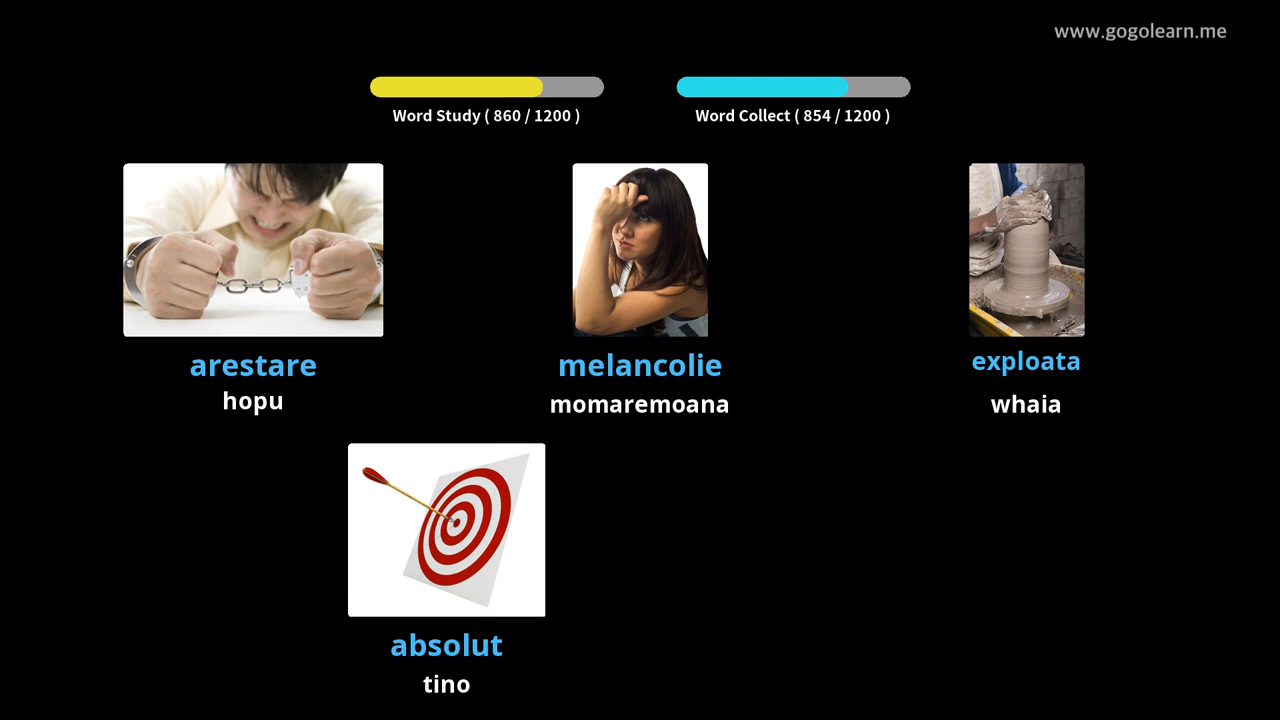 www.gogolearn.me
Word Study ( 860 / 1200 )
Word Collect ( 854 / 1200 )
arestare
hopu
melancolie
momaremoana
exploata
whaia
absolut
tino